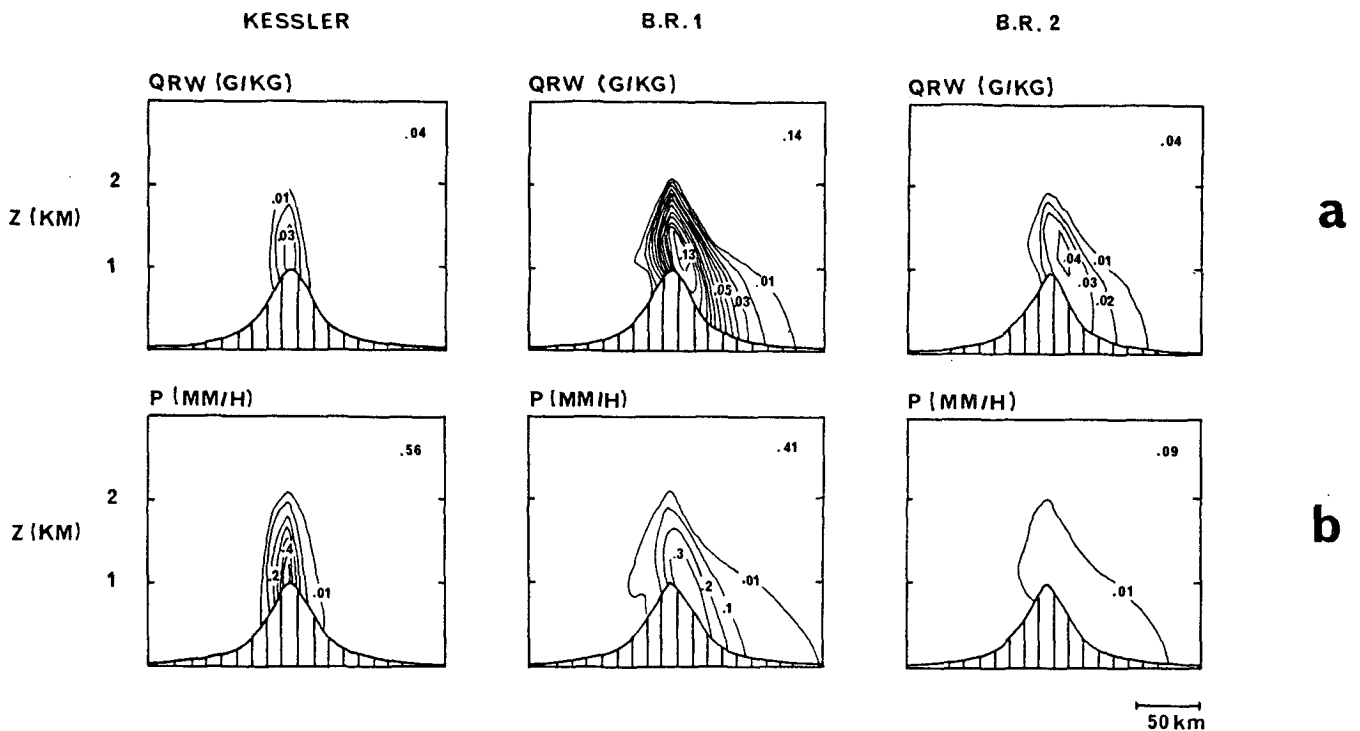 KESSLER B.R. 1 B.R. 2
QRW (G/KG) QRW (G/KG) QRW (G/KG)
.04 .14 .04
2
.01
Z (KM)
.03
1
.13
.05
.03
.01
.04
.01
.03
.02
a
P (MM/H) P (MM/H) P (MM/H)
.56 .41 .09
2
Z (KM)
.4
.2
1
.01
.3
.2
.1
.01
.01
b
50 km